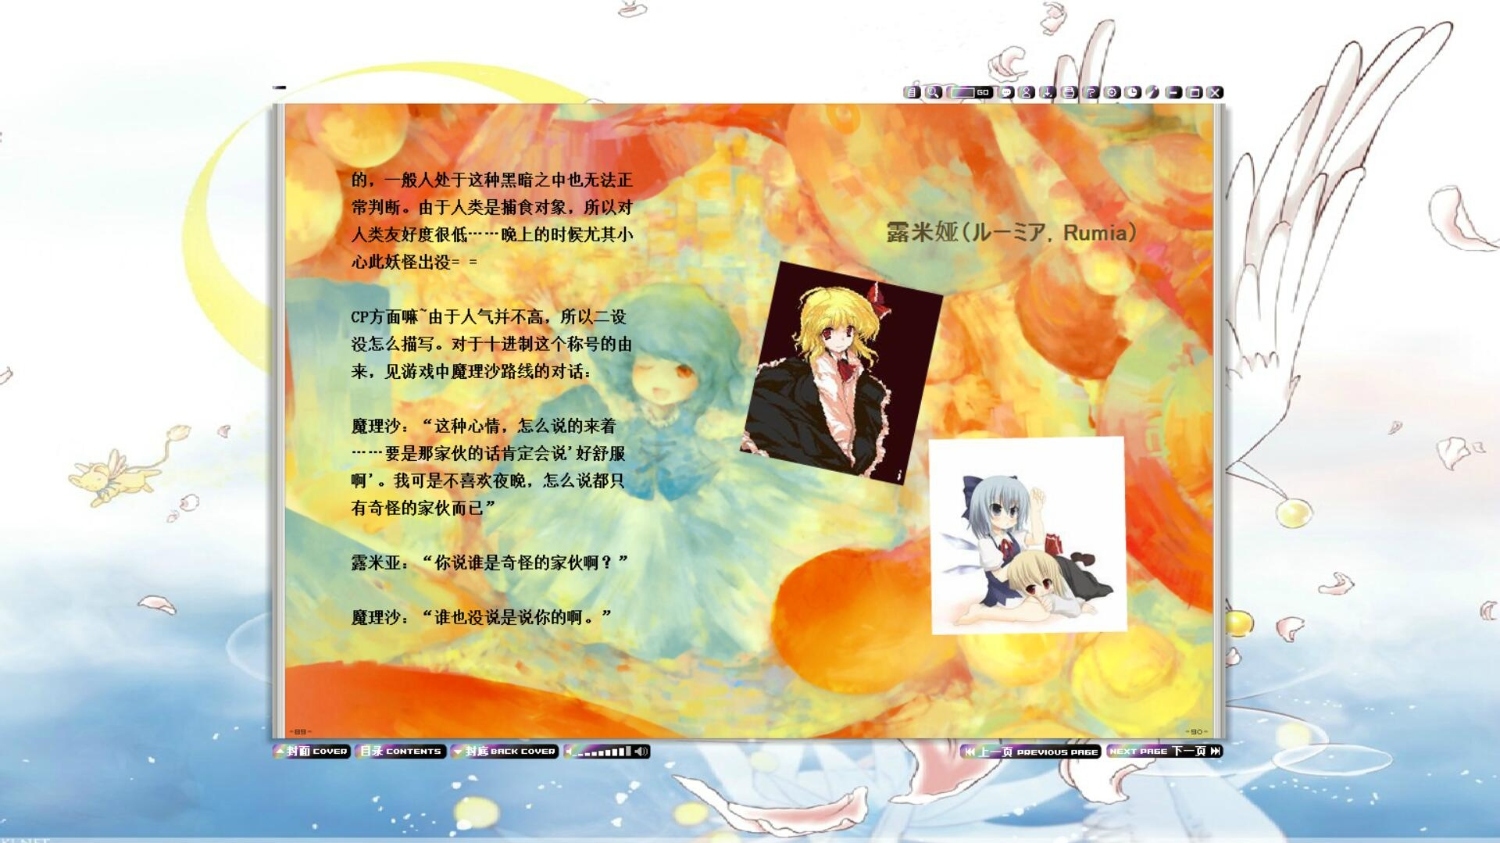 GO
的，一般人处于这种黑暗之中也无法正
常判断。由于人类是捕食对象，所以对
人类友好度很低……晚上的时候尤其小
心此妖怪出没= =
CP方面嘛~由于人气并不高，所以二设
没怎么描写。对于十进制这个称号的由
来，见游戏中魔理沙路线的对话：
魔理沙：“这种心情，怎么说的来着
……要是那家伙的话肯定会说'好舒服
啊'。我可是不喜欢夜晚，怎么说都只
有奇怪的家伙而已”
露米亚：“你说谁是奇怪的家伙啊？”
魔理沙：“谁也没说是说你的啊。”
露米娅（ルーミア, Rumia）
-89-
-90-
封面 COVER 目录 CONTENTS 封底 BACK COVER
上一页 PREVIOUS PAGE NEXT PAGE 下一页